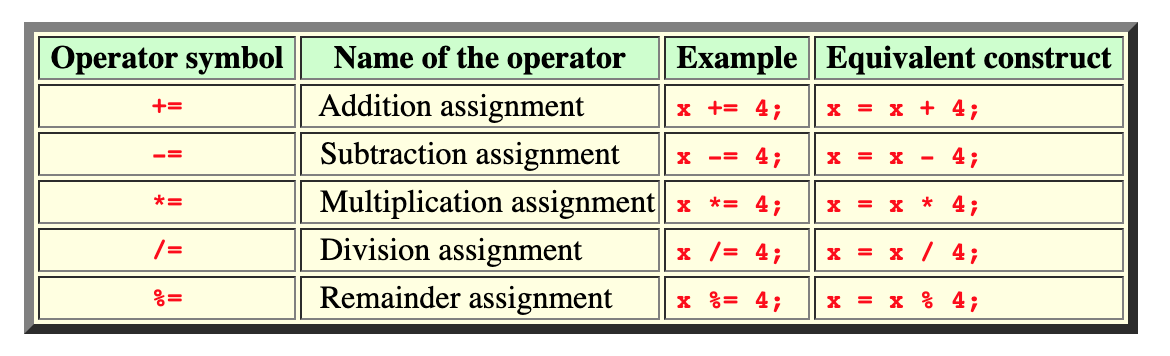 Operator symbol Name of the operator Example Equivalent construct
+= Addition assignment x += 4; x = x + 4;
-= Subtraction assignment x -= 4; x = x - 4;
*= Multiplication assignment x *= 4; x = x * 4;
/= Division assignment x /= 4; x = x / 4;
%= Remainder assignment x %= 4; x = x % 4;